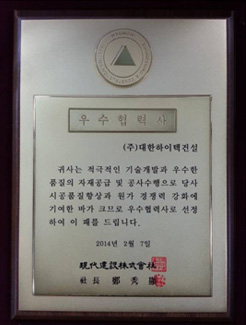 우수협력사
(주)대한하이텍건설
귀사는 적극적인 기술개발과 우수한
품질의 자재공급 및 공사수행으로 당사
시공품질향상과 원가 경쟁력 강화에
기여한 바가 크므로 우수협력사로 선정
하여 이 패를 드립니다.
2014년 2월 7일
現代建設株式會社
社長 鄭秀顯